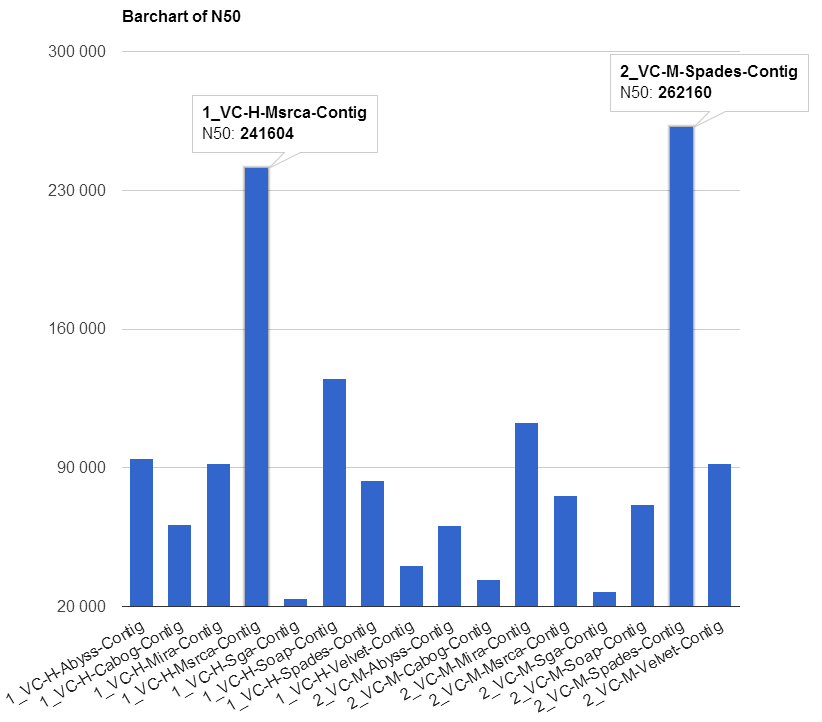 Barchart of N50
300 000
2_VC-M-Spades-Contig
N50: 262160
1_VC-H-Msrca-Contig
N50: 241604
230 000
160 000
90 000
20 000
1_VC-H-Abyss-Contig
1_VC-H-Cabog-Contig
1_VC-H-Mira-Contig
1_VC-H-Msrca-Contig
1_VC-H-Sga-Contig
1_VC-H-Soap-Contig
1_VC-H-Spades-Contig
1_VC-H-Velvet-Contig
2_VC-M-Abyss-Contig
2_VC-M-Cabog-Contig
2_VC-M-Mira-Contig
2_VC-M-Msrca-Contig
2_VC-M-Sga-Contig
2_VC-M-Soap-Contig
2_VC-M-Spades-Contig
2_VC-M-Velvet-Contig